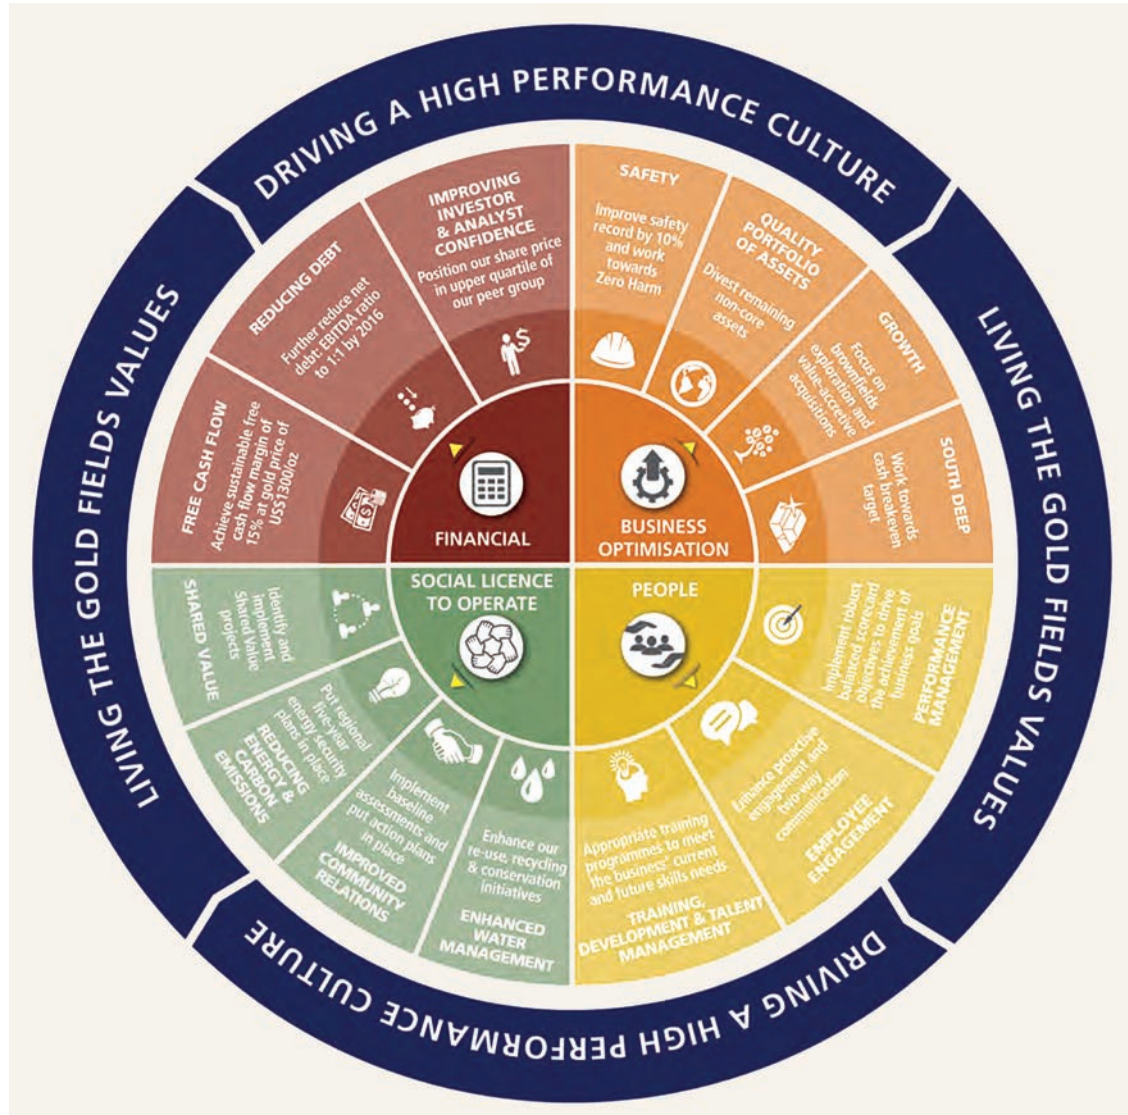 DRIVING A HIGH PERFORMANCE CULTURE
LIVING THE GOLD FIELDS VALUES
DRIVING A HIGH PERFORMANCE CULTURE
LIVING THE GOLD FIELDS VALUES
FINANCIAL
FREE CASH FLOW
Achieve sustainable free
cash flow margin of
15% at gold price of
US$1300/oz
REDUCING DEBT
Further reduce net
debt: EBITDA ratio
to 1:1 by 2016
IMPROVING
INVESTOR
& ANALYST
CONFIDENCE
Position our share price
in upper quartile of
our peer group
BUSINESS
OPTIMISATION
SAFETY
Improve safety
record by 10%
and work
towards
Zero Harm
QUALITY
PORTFOLIO
OF ASSETS
Divest remaining
non-core
assets
GROWTH
Focus on
brownfields
exploration and
value-accretive
acquisitions
SOUTH DEEP
Work towards
cash breakeven
target
PEOPLE
Implement robust
balanced scorecard
objectives to drive
the achievement of
business goals
PERFORMANCE
MANAGEMENT
Enhance proactive
engagement and
two-way
communication
EMPLOYEE
ENGAGEMENT
Appropriate training
programmes to meet
the business' current
and future skills needs
TRAINING,
DEVELOPMENT & TALENT
MANAGEMENT
SOCIAL LICENCE
TO OPERATE
Enhance our
re-use, recycling
& conservation
initiatives
ENHANCED
WATER
MANAGEMENT
Implement
baseline
assessments and
put action plans
in place
IMPROVED
COMMUNITY
RELATIONS
Put regional
five-year
energy security
plans in place
REDUCING
ENERGY &
CARBON
EMISSIONS
Identify and
implement
Shared Value
projects
SHARED VALUE